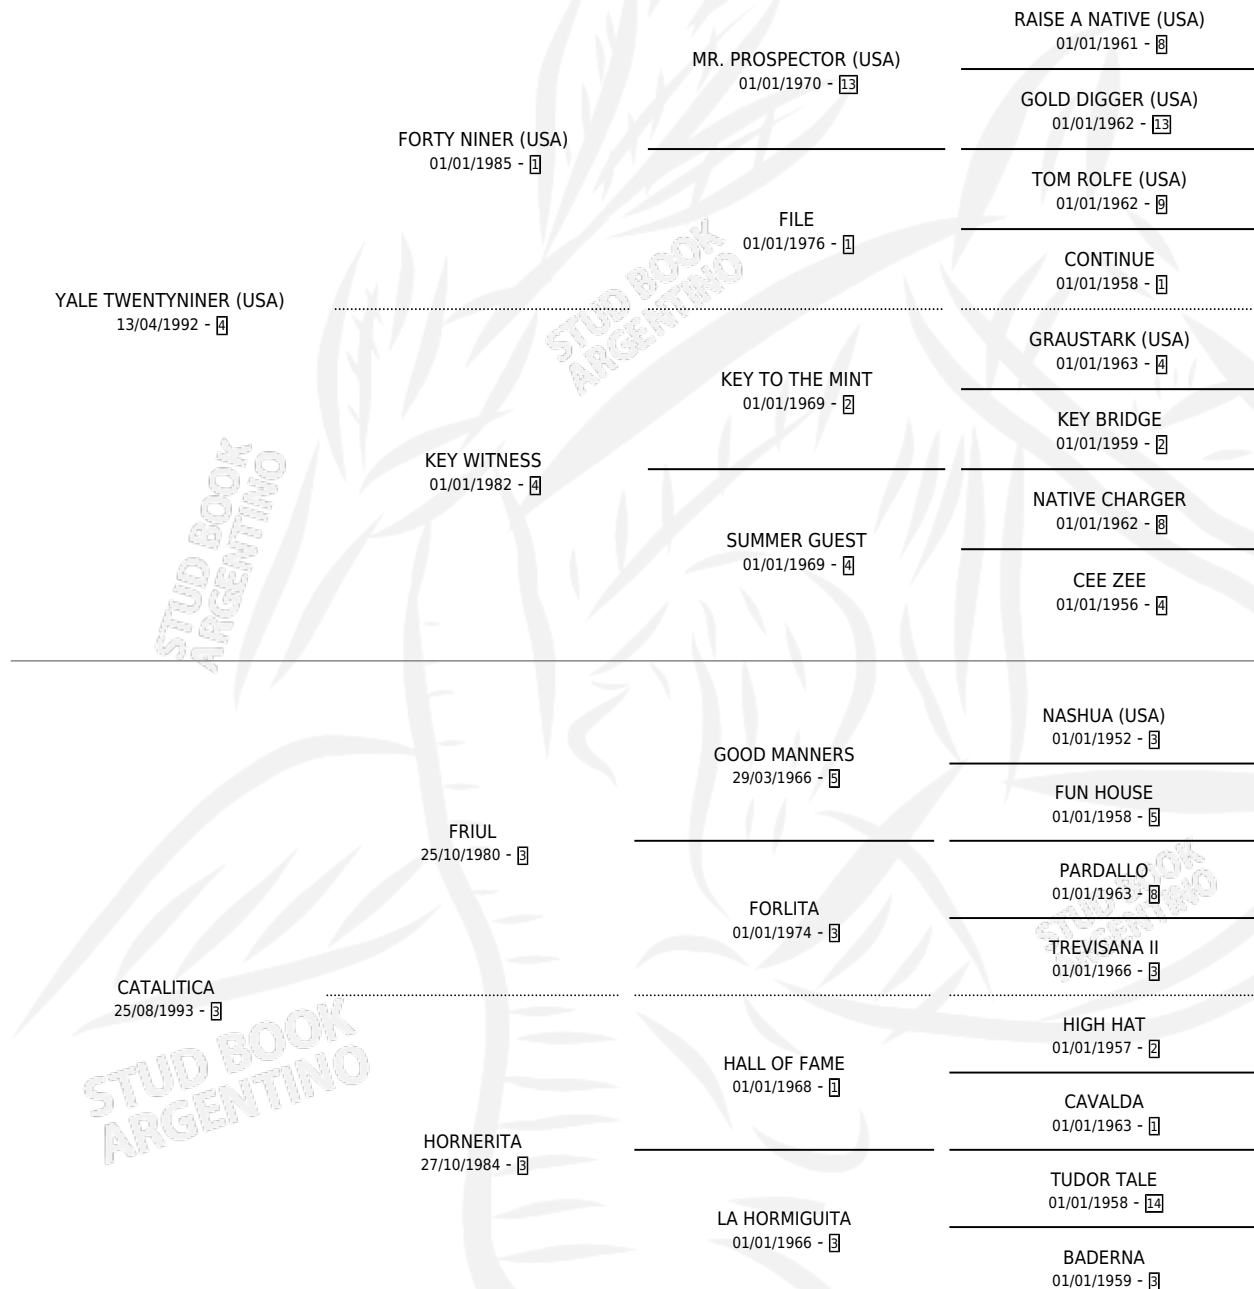 RAISE A NATIVE (USA)
01/01/1961 - 8
MR. PROSPECTOR (USA)
01/01/1970 - 13
GOLD DIGGER (USA)
01/01/1962 - 13
FORTY NINER (USA)
01/01/1985 - 1
TOM ROLFE (USA)
01/01/1962 - 9
FILE
01/01/1976 - 1
CONTINUE
01/01/1958 - 1
YALE TWENTYNINER (USA)
13/04/1992 - 4
GRAUSTARK (USA)
01/01/1963 - 4
KEY TO THE MINT
01/01/1969 - 2
KEY BRIDGE
01/01/1959 - 2
KEY WITNESS
01/01/1982 - 4
NATIVE CHARGER
01/01/1962 - 8
SUMMER GUEST
01/01/1969 - 4
CEE ZEE
01/01/1956 - 4
NASHUA (USA)
01/01/1952 - 3
GOOD MANNERS
29/03/1966 - 5
FUN HOUSE
01/01/1958 - 5
FRIUL
25/10/1980 - 3
PARDALLO
01/01/1963 - 8
FORLITA
01/01/1974 - 3
TREVISANA II
01/01/1966 - 3
CATALITICA
25/08/1993 - 3
HIGH HAT
01/01/1957 - 2
HALL OF FAME
01/01/1968 - 1
CAVALDA
01/01/1963 - 1
HORNERITA
27/10/1984 - 3
TUDOR TALE
01/01/1958 - 14
LA HORMIGUITA
01/01/1966 - 3
BADERNA
01/01/1959 - 3
STUD BOOK
ARGENTINO
STUD BOOK
ARGENTINO
STUD BOOK
ARGENTINO
STUD BOOK
ARGENTINO